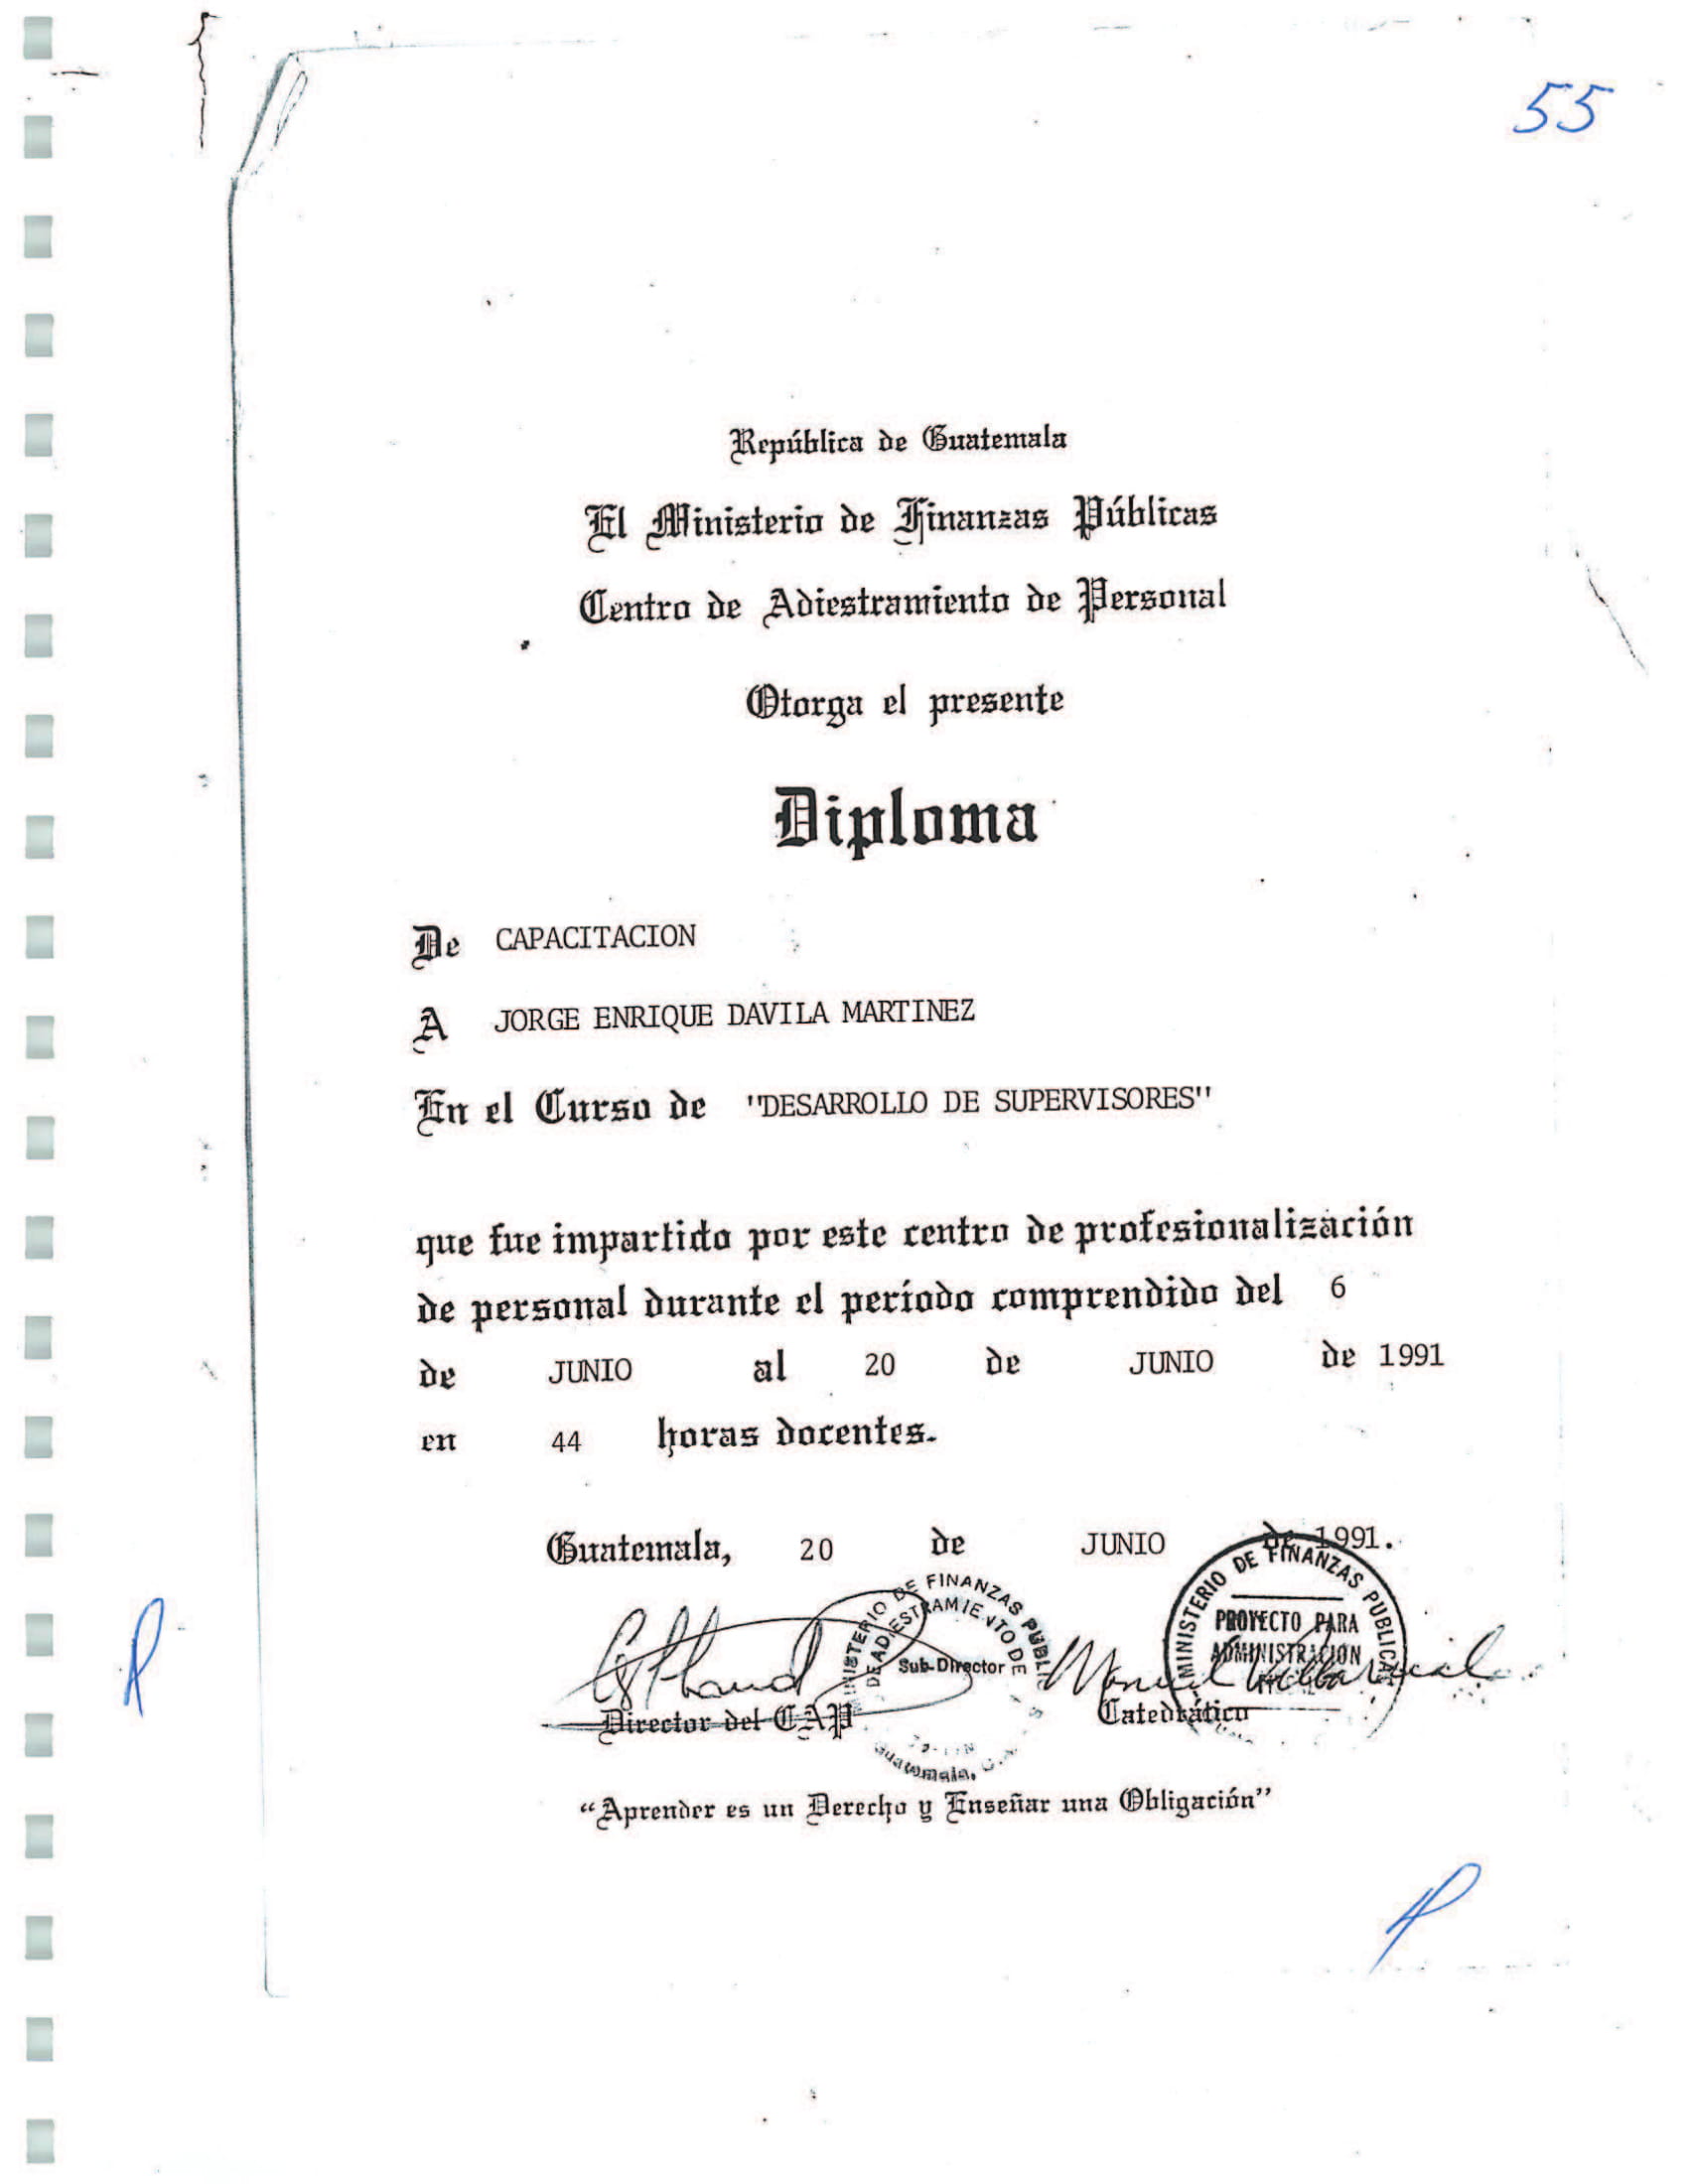 55
República de Guatemala
El Ministerio de Finanzas Públicas
Centro de Adiestramiento de Personal
Otorga el presente
Diploma
De CAPACITACION
A JORGE ENRIQUE DAVILA MARTINEZ
En el Curso de "DESARROLLO DE SUPERVISORES"
que fue impartido por este centro de profesionalización
de personal durante el período comprendido del 6
de JUNIO al 20 de JUNIO de 1991
en 44 horas docentes.
Guatemala, 20 de JUNIO de 1991.
MINISTERIO DE FINANZAS PUBLIC
DE ADIESTRAMIENTO DE
Sub-Director
Guatemala,
MINISTERIO DE FINANZAS PUBLICAS
PROYECTO PARA
ADMINISTRACION
Manuel
Director del CAP
Catedrático
"Aprender es un Derecho y Enseñar una Obligación"